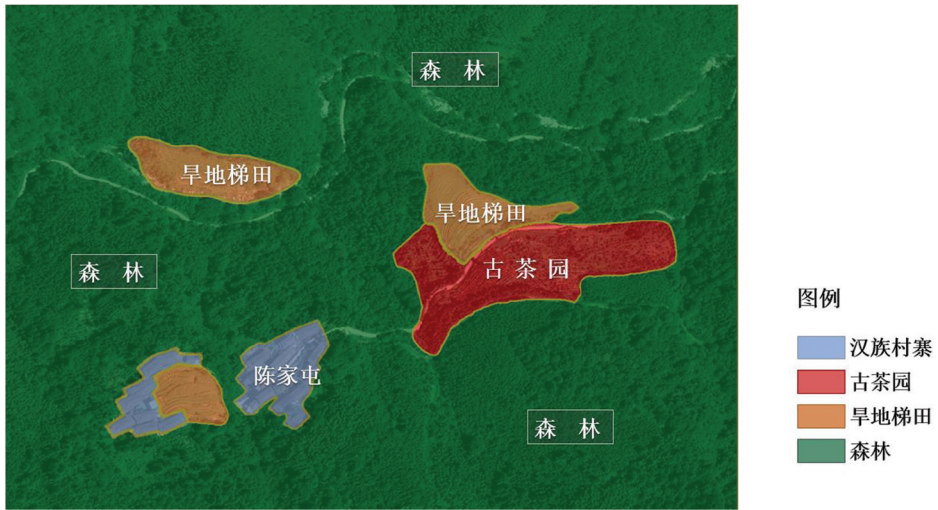 森 林
旱地梯田
旱地梯田
古 茶 园
森 林
陈家屯
森 林
图例
汉族村寨
古茶园
旱地梯田
森林